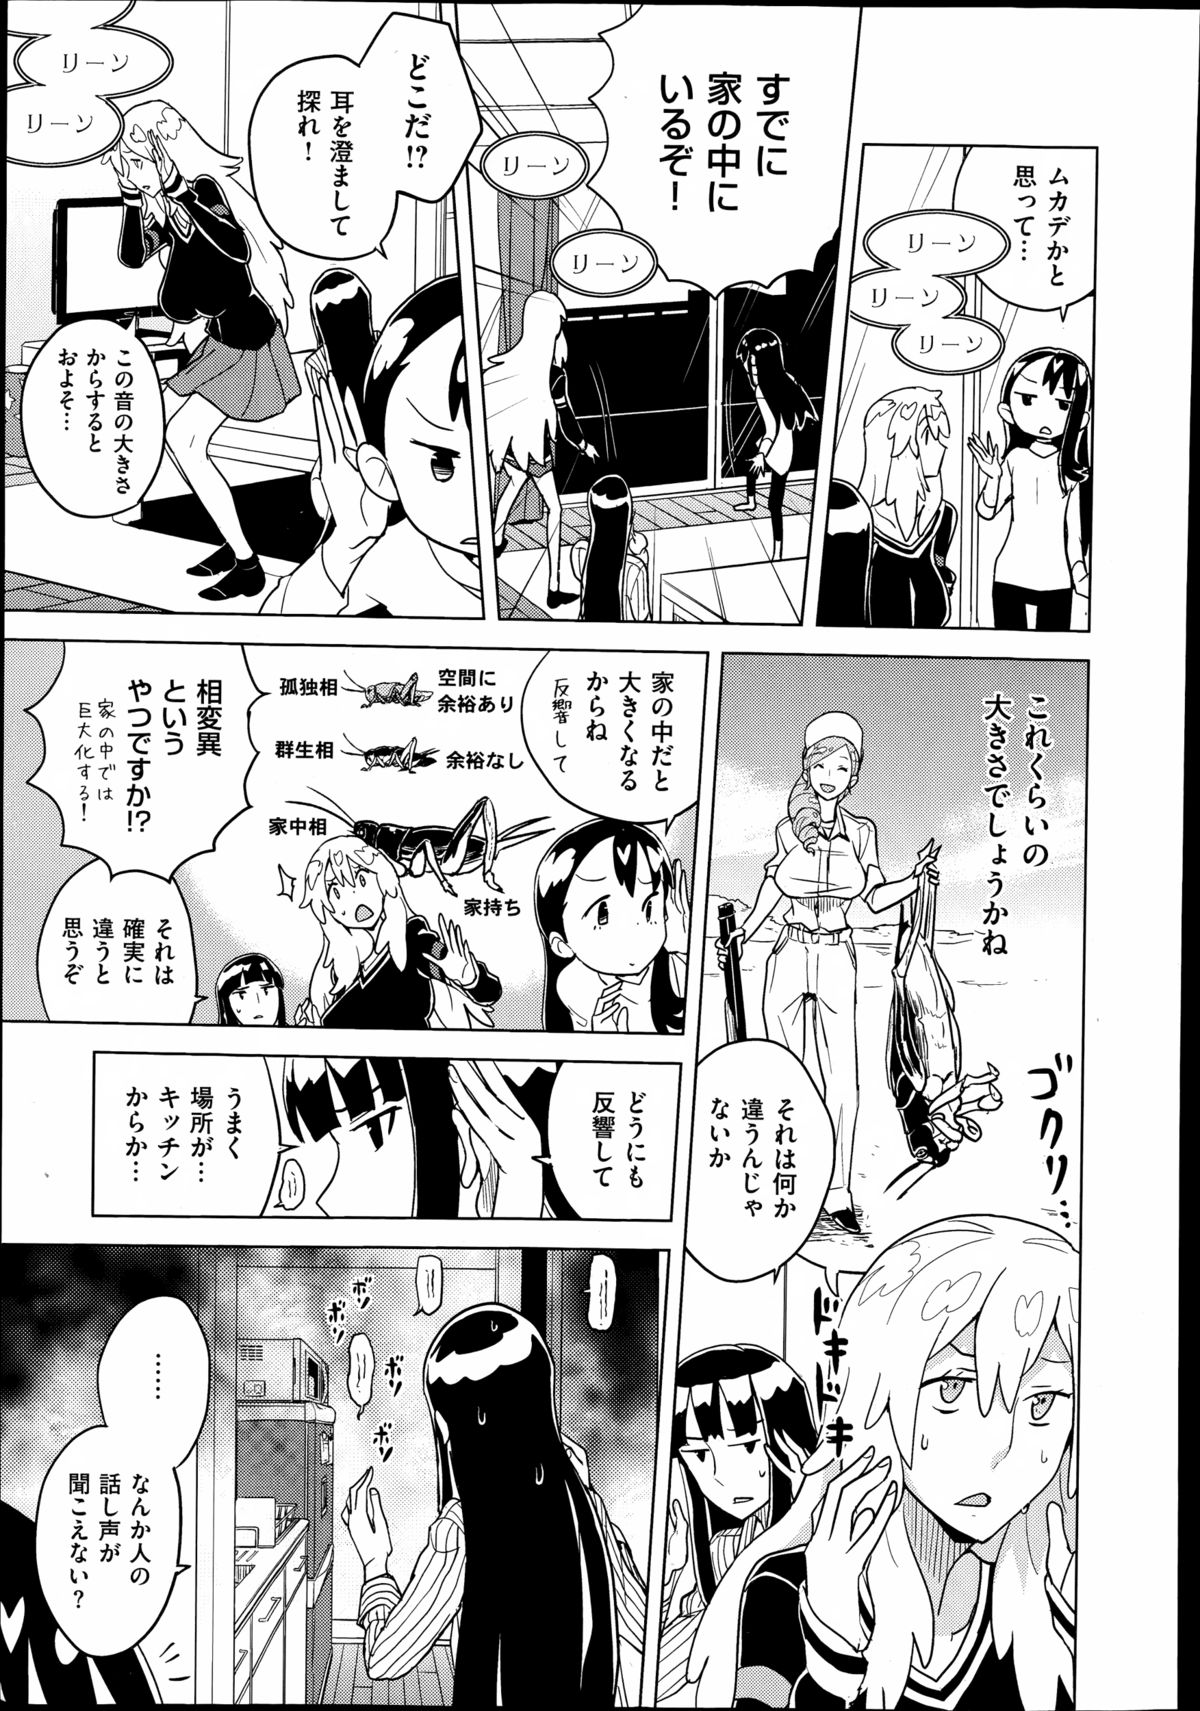 ムカデかと
思って…
リーン
リーン
リーン
すでに
家の中に
いるぞ!
リーン
リーン
どこだ!?
耳を澄まして
探れ!
リーン
リーン
この音の大きさ
からすると
およそ…
これくらいの
大きさでしょうかね
ゴクリ…
それは何か
違うんじゃ
ないか
ドキ
ドキ
家の中だと
大きくなる
からね
反響して
空間に
余裕あり
孤独相
余裕なし
群生相
家中相
家持ち
相変異
という
やつですか!?
家の中では
巨大化する!
それは
確実に
違うと
思うぞ
どうにも
反響して
うまく
場所が…
キッチン
からか…
ボソ
ボソ
ボソ
ボソ
……
なんか人の
話し声が
聞こえない?